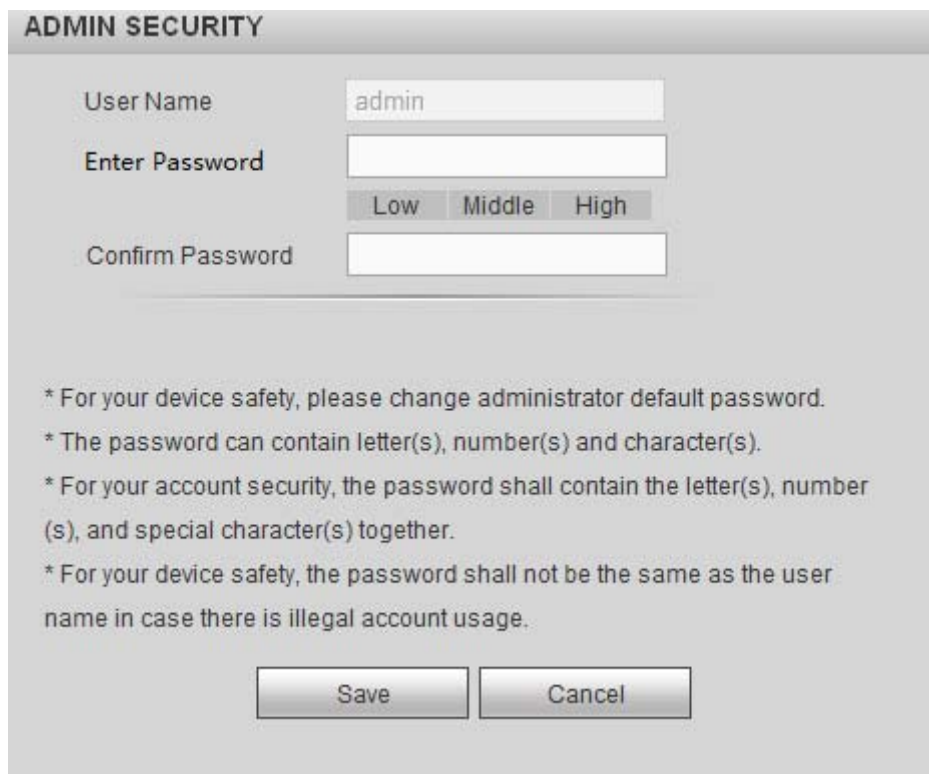 ADMIN SECURITY
User Name admin
Enter Password
Low Middle High
Confirm Password
* For your device safety, please change administrator default password.
* The password can contain letter(s), number(s) and character(s).
* For your account security, the password shall contain the letter(s), number
(s), and special character(s) together.
* For your device safety, the password shall not be the same as the user
name in case there is illegal account usage.
Save Cancel